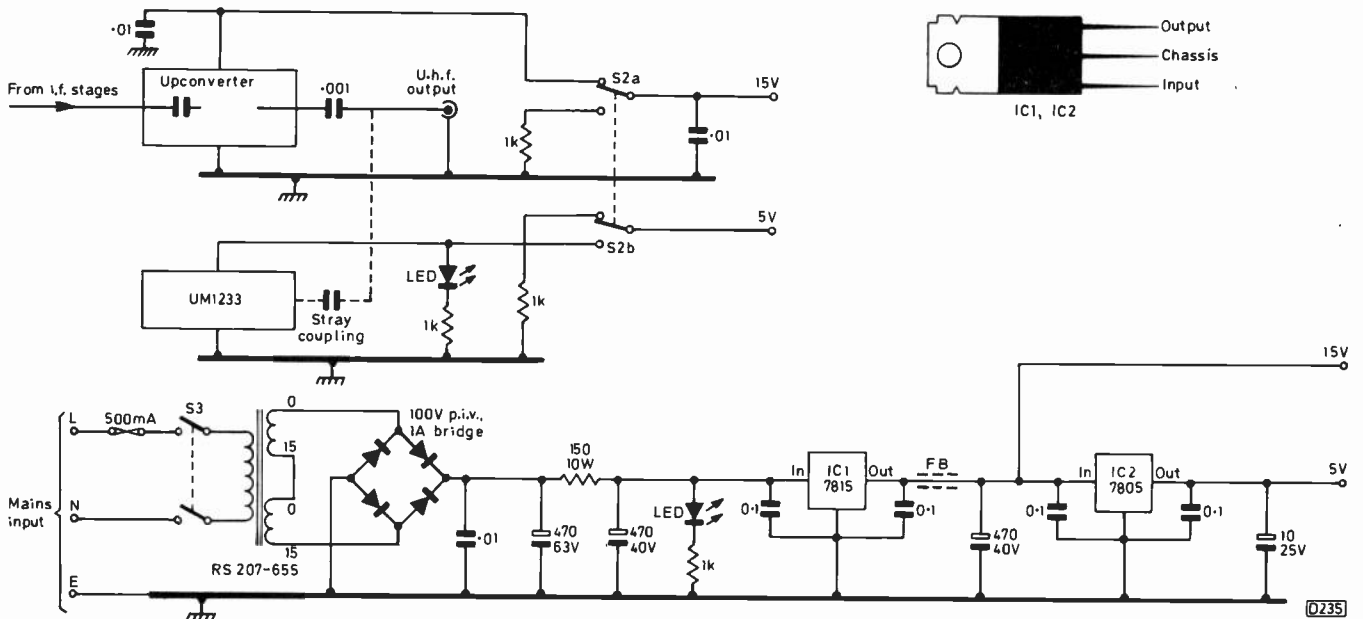 ·01
Upconverter
From i.f. stages
·001
U.h.f.
output
S2a
15V
1k
·01
Output
Chassis
Input
IC1, IC2
5V
S2b
LED
UM1233
Stray
coupling
1k
1k
15V
L
500mA
S3
0
15
0
15
Mains
input
N
E
RS 207-655
100V p.i.v.,
1A bridge
·01
470
63V
150
10W
470
40V
LED
1k
0·1
In
IC1
7815
Out
0·1
FB
470
40V
0·1
In
IC2
7805
Out
0·1
5V
10
25V
D235